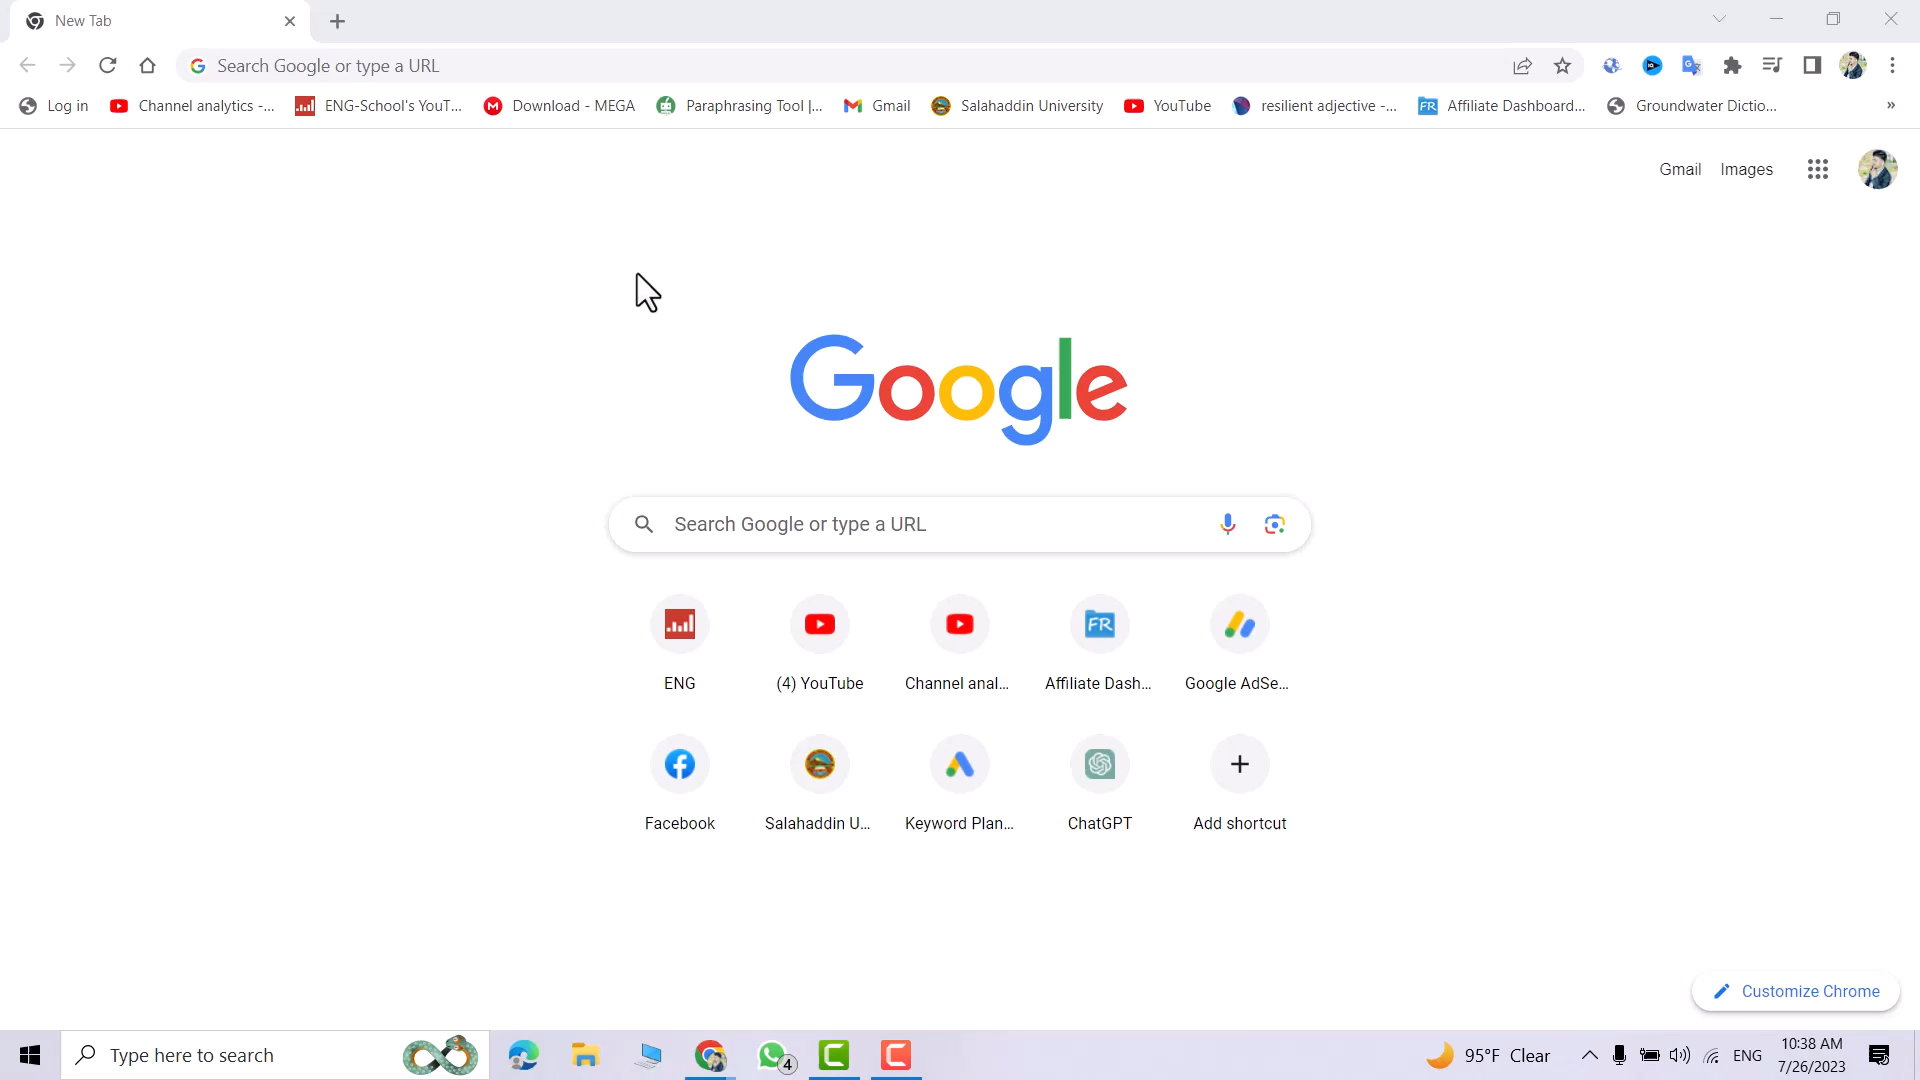 New Tab
Search Google or type a URL
Log in
Channel analytics -...
ENG-School's YouT...
Download - MEGA
Paraphrasing Tool |...
Gmail
Salahaddin University
YouTube
resilient adjective -...
Affiliate Dashboard...
Groundwater Dictio...
»
Gmail
Images
Google
Search Google or type a URL
ENG
(4) YouTube
Channel anal...
Affiliate Dash...
Google AdSe...
Facebook
Salahaddin U...
Keyword Plan...
ChatGPT
Add shortcut
Customize Chrome
Type here to search
4
95°F Clear
ENG
10:38 AM
7/26/2023